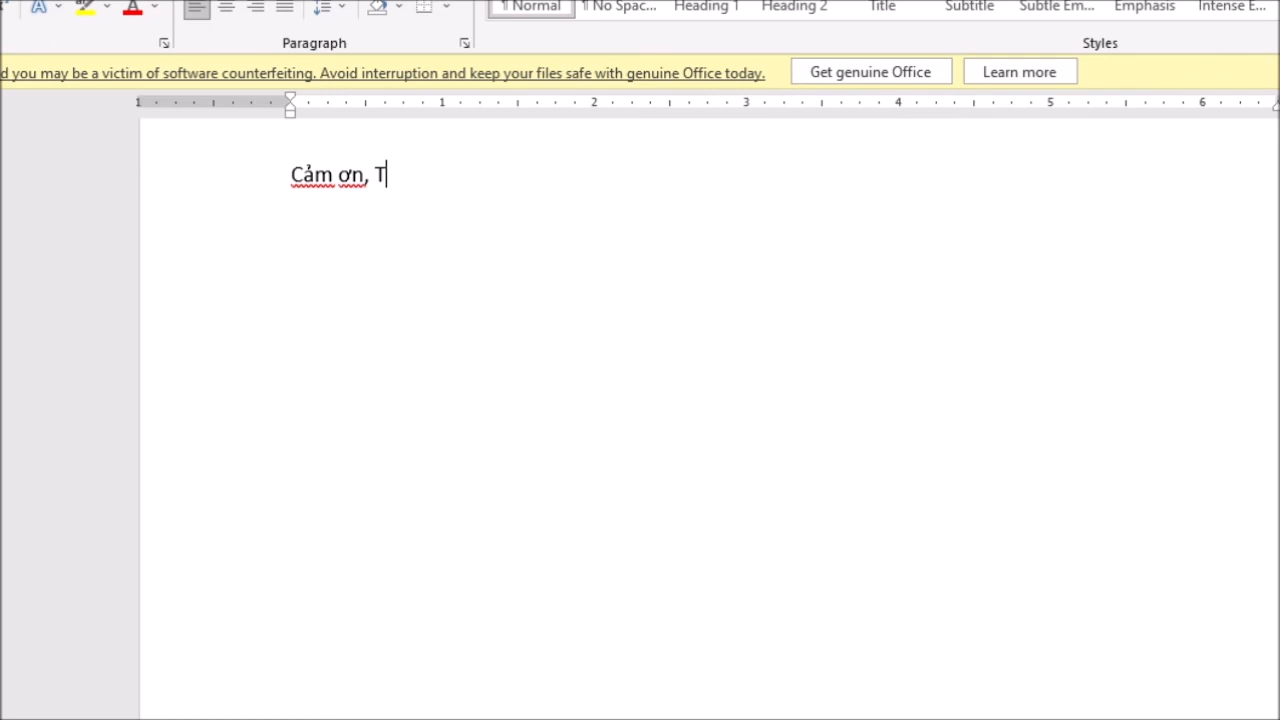 ¶ Normal ¶ No Spac... Heading 1 Heading 2 Title Subtitle Subtle Em... Emphasis Intense E...
Paragraph Styles
d you may be a victim of software counterfeiting. Avoid interruption and keep your files safe with genuine Office today. Get genuine Office Learn more
1 1 2 3 4 5 6
Cảm ơn, T